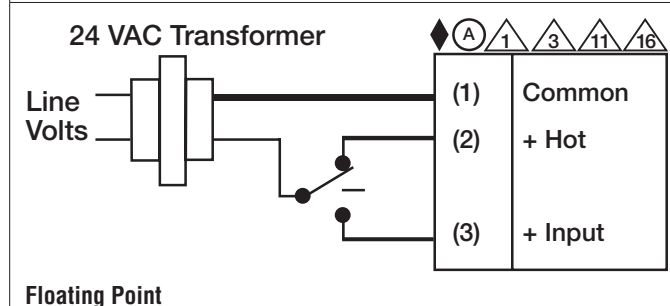 24 VAC Transformer
A 1 3 11 16
Line
Volts
(1) Common
(2) + Hot
(3) + Input
Floating Point